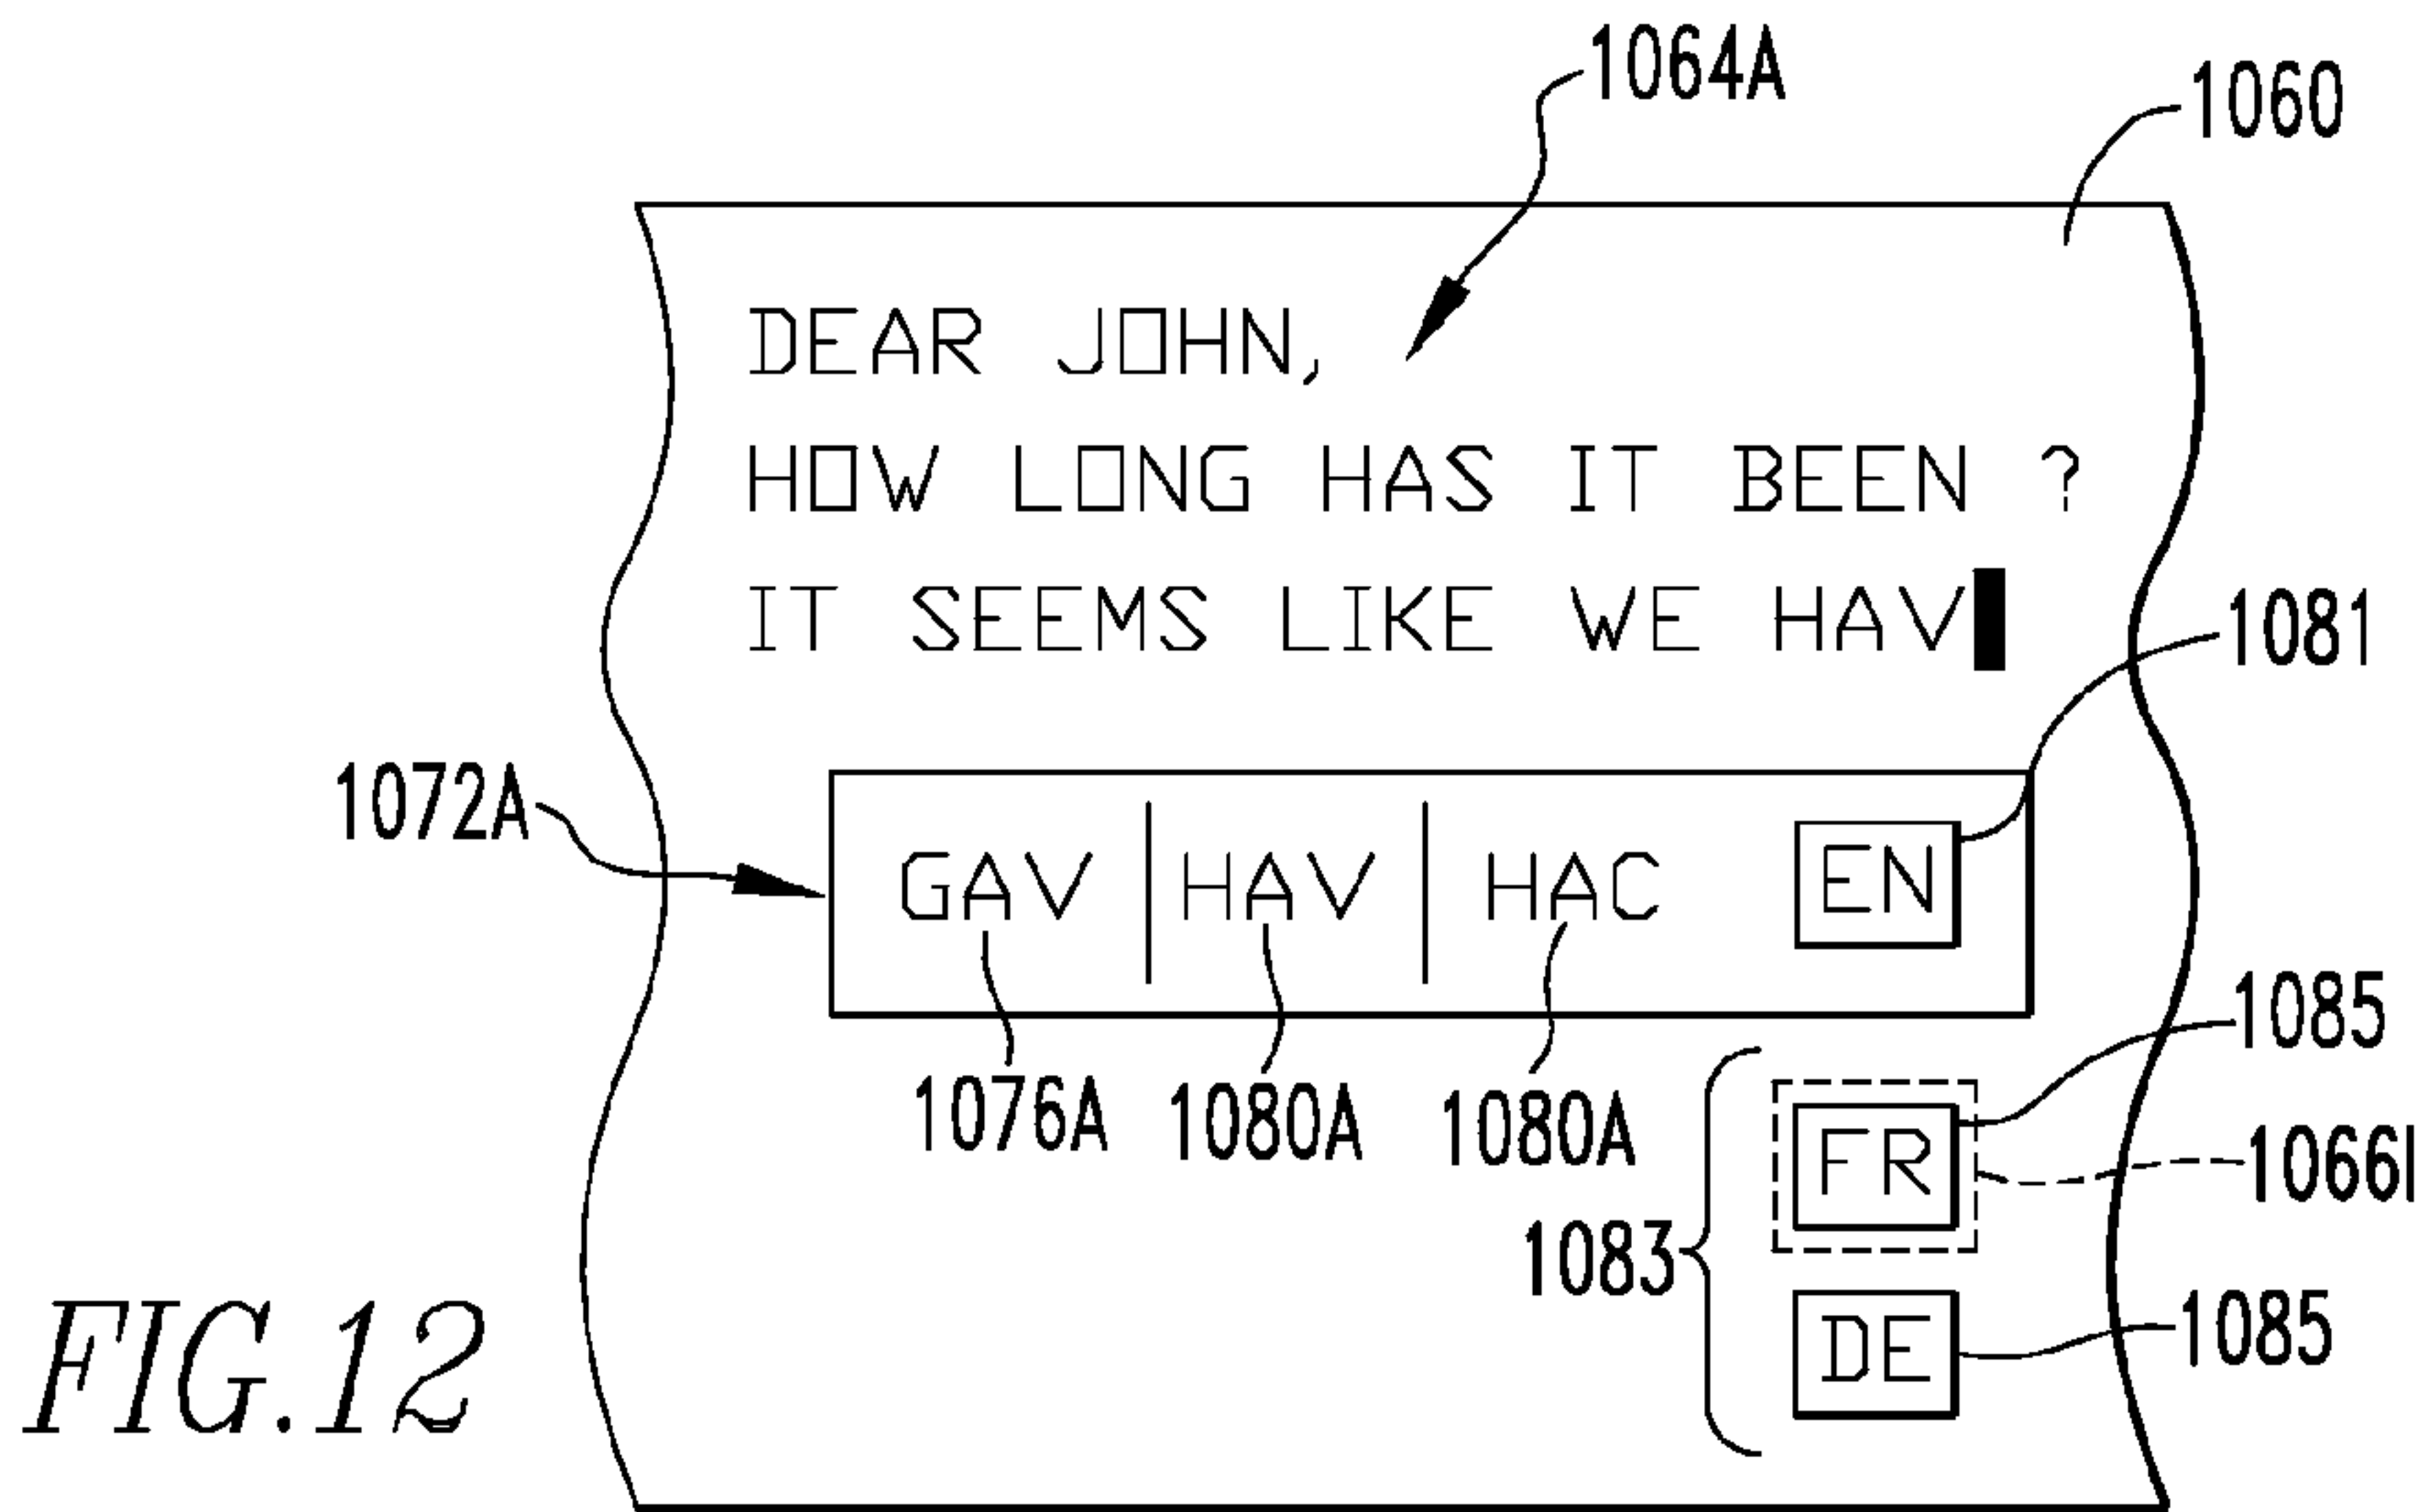 1064A
1060
DEAR JOHN,
HOW LONG HAS IT BEEN ?
IT SEEMS LIKE WE HAV
1081
1072A
GAV HAV HAC EN
1085
1076A 1080A 1080A
FR
1066I
1083
DE
1085
FIG.12